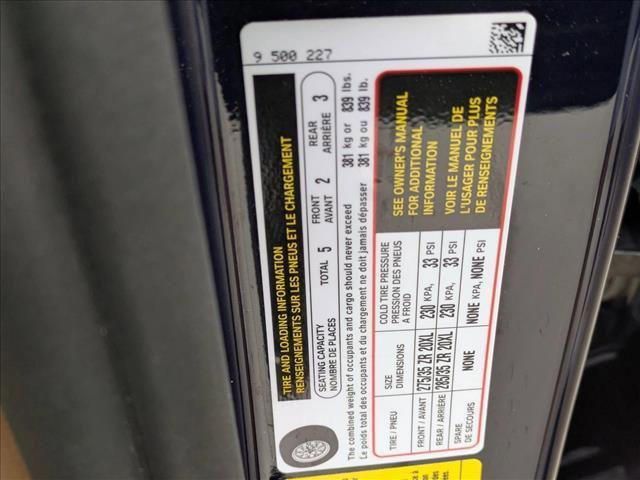 9 500 227
TIRE AND LOADING INFORMATION
RENSEIGNEMENTS SUR LES PNEUS ET LE CHARGEMENT
SEATING CAPACITY TOTAL 5 FRONT 2 REAR 3
NOMBRE DE PLACES AVANT ARRIÈRE
The combined weight of occupants and cargo should never exceed 381 kg or 839 lbs.
Le poids total des occupants et du chargement ne doit jamais dépasser 381 kg ou 839 lb.
TIRE / PNEU SIZE COLD TIRE PRESSURE
DIMENSIONS PRESSION DES PNEUS
A FROID
FRONT / AVANT 275/35 ZR 20XL 230 KPA, 33 PSI
REAR / ARRIÈRE 285/35 ZR 20XL 230 KPA, 33 PSI
SPARE NONE NONE KPA, NONE PSI
DE SECOURS
SEE OWNER'S MANUAL
FOR ADDITIONAL
INFORMATION
VOIR LE MANUEL DE
L'USAGER POUR PLUS
DE RENSEIGNEMENTS